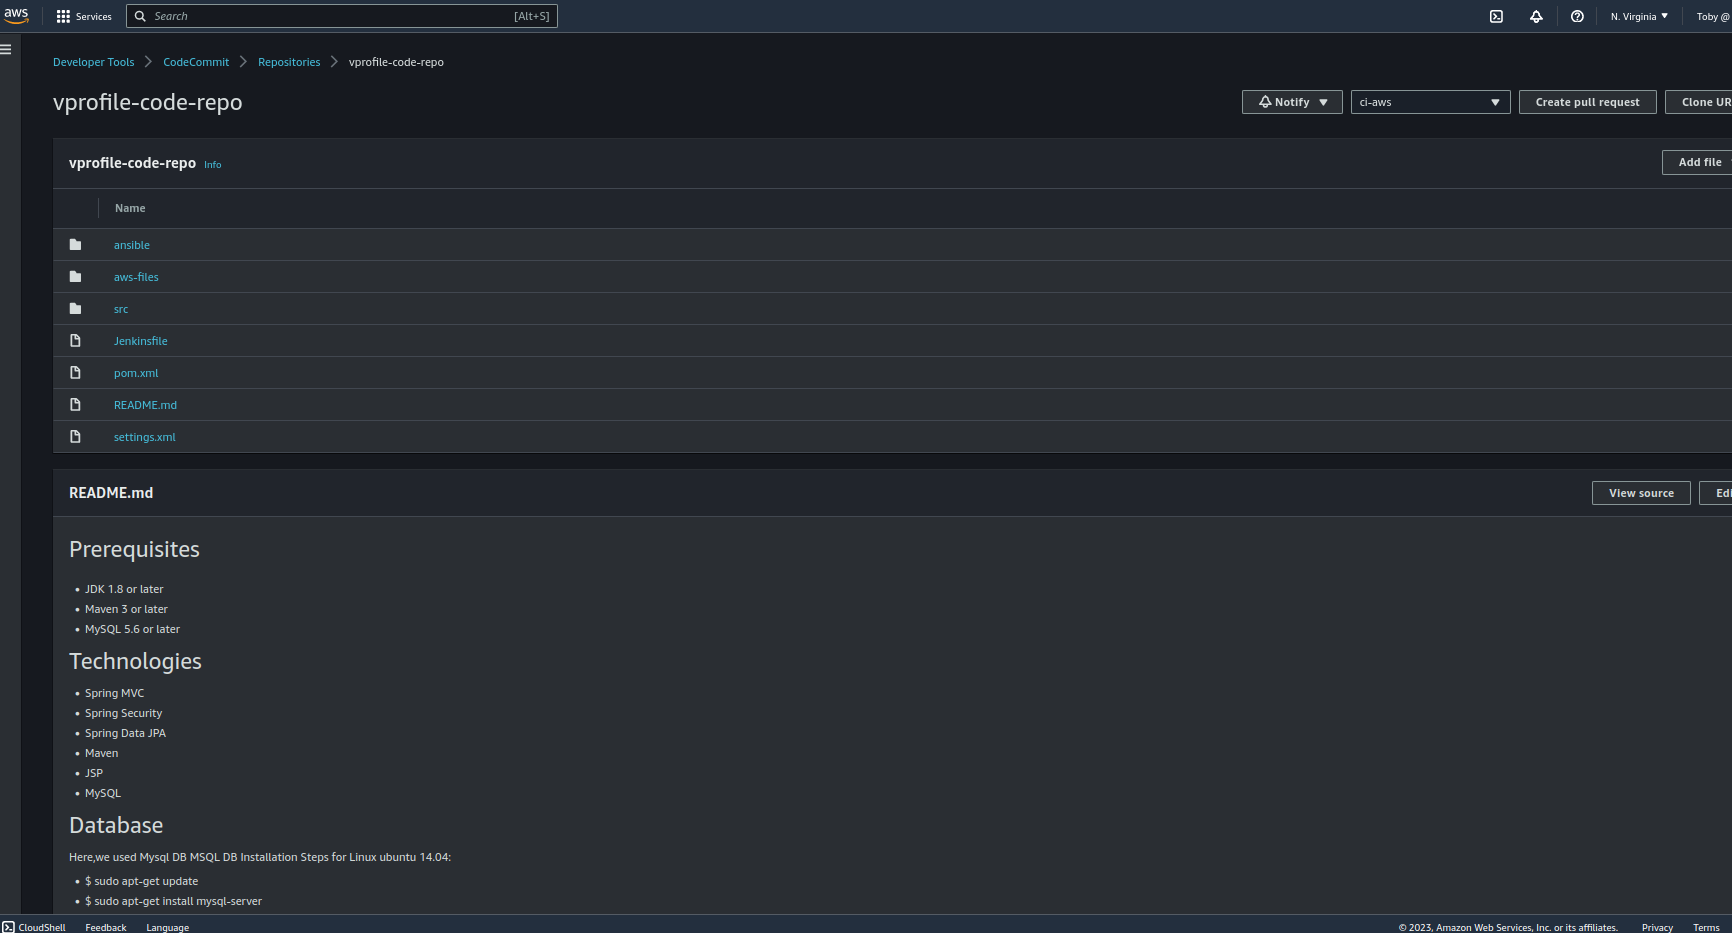 aws Services Search [Alt+S] N. Virginia Toby @
Developer Tools CodeCommit Repositories vprofile-code-repo
vprofile-code-repo Notify ci-aws Create pull request Clone UR
vprofile-code-repo Info Add file
Name
ansible
aws-files
src
Jenkinsfile
pom.xml
README.md
settings.xml
README.md View source Edi
Prerequisites
• JDK 1.8 or later
• Maven 3 or later
• MySQL 5.6 or later
Technologies
• Spring MVC
• Spring Security
• Spring Data JPA
• Maven
• JSP
• MySQL
Database
Here,we used Mysql DB MSQL DB Installation Steps for Linux ubuntu 14.04:
• $ sudo apt-get update
• $ sudo apt-get install mysql-server
CloudShell Feedback Language © 2023, Amazon Web Services, Inc. or its affiliates. Privacy Terms